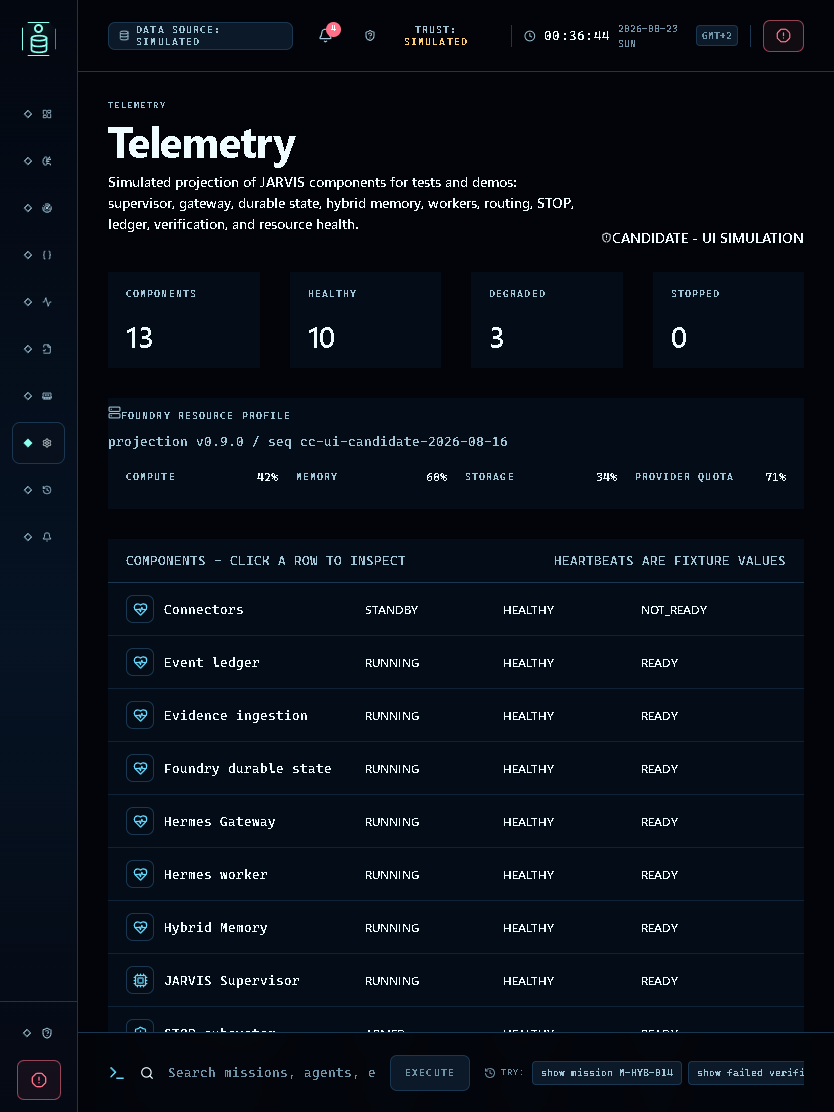 DATA SOURCE:
SIMULATED
4
TRUST:
SIMULATED
00:36:44
2026-08-23
SUN
GMT+2
TELEMETRY
Telemetry
Simulated projection of JARVIS components for tests and demos:
supervisor, gateway, durable state, hybrid memory, workers, routing, STOP,
ledger, verification, and resource health.
CANDIDATE - UI SIMULATION
COMPONENTS
13
HEALTHY
10
DEGRADED
3
STOPPED
0
FOUNDRY RESOURCE PROFILE
projection v0.9.0 / seq cc-ui-candidate-2026-08-16
COMPUTE 42% MEMORY 68% STORAGE 34% PROVIDER QUOTA 71%
COMPONENTS - CLICK A ROW TO INSPECT HEARTBEATS ARE FIXTURE VALUES
Connectors STANDBY HEALTHY NOT_READY
Event ledger RUNNING HEALTHY READY
Evidence ingestion RUNNING HEALTHY READY
Foundry durable state RUNNING HEALTHY READY
Hermes Gateway RUNNING HEALTHY READY
Hermes worker RUNNING HEALTHY READY
Hybrid Memory RUNNING HEALTHY READY
JARVIS Supervisor RUNNING HEALTHY READY
Search missions, agents, e
EXECUTE
TRY:
show mission M-HYB-014
show failed verifi